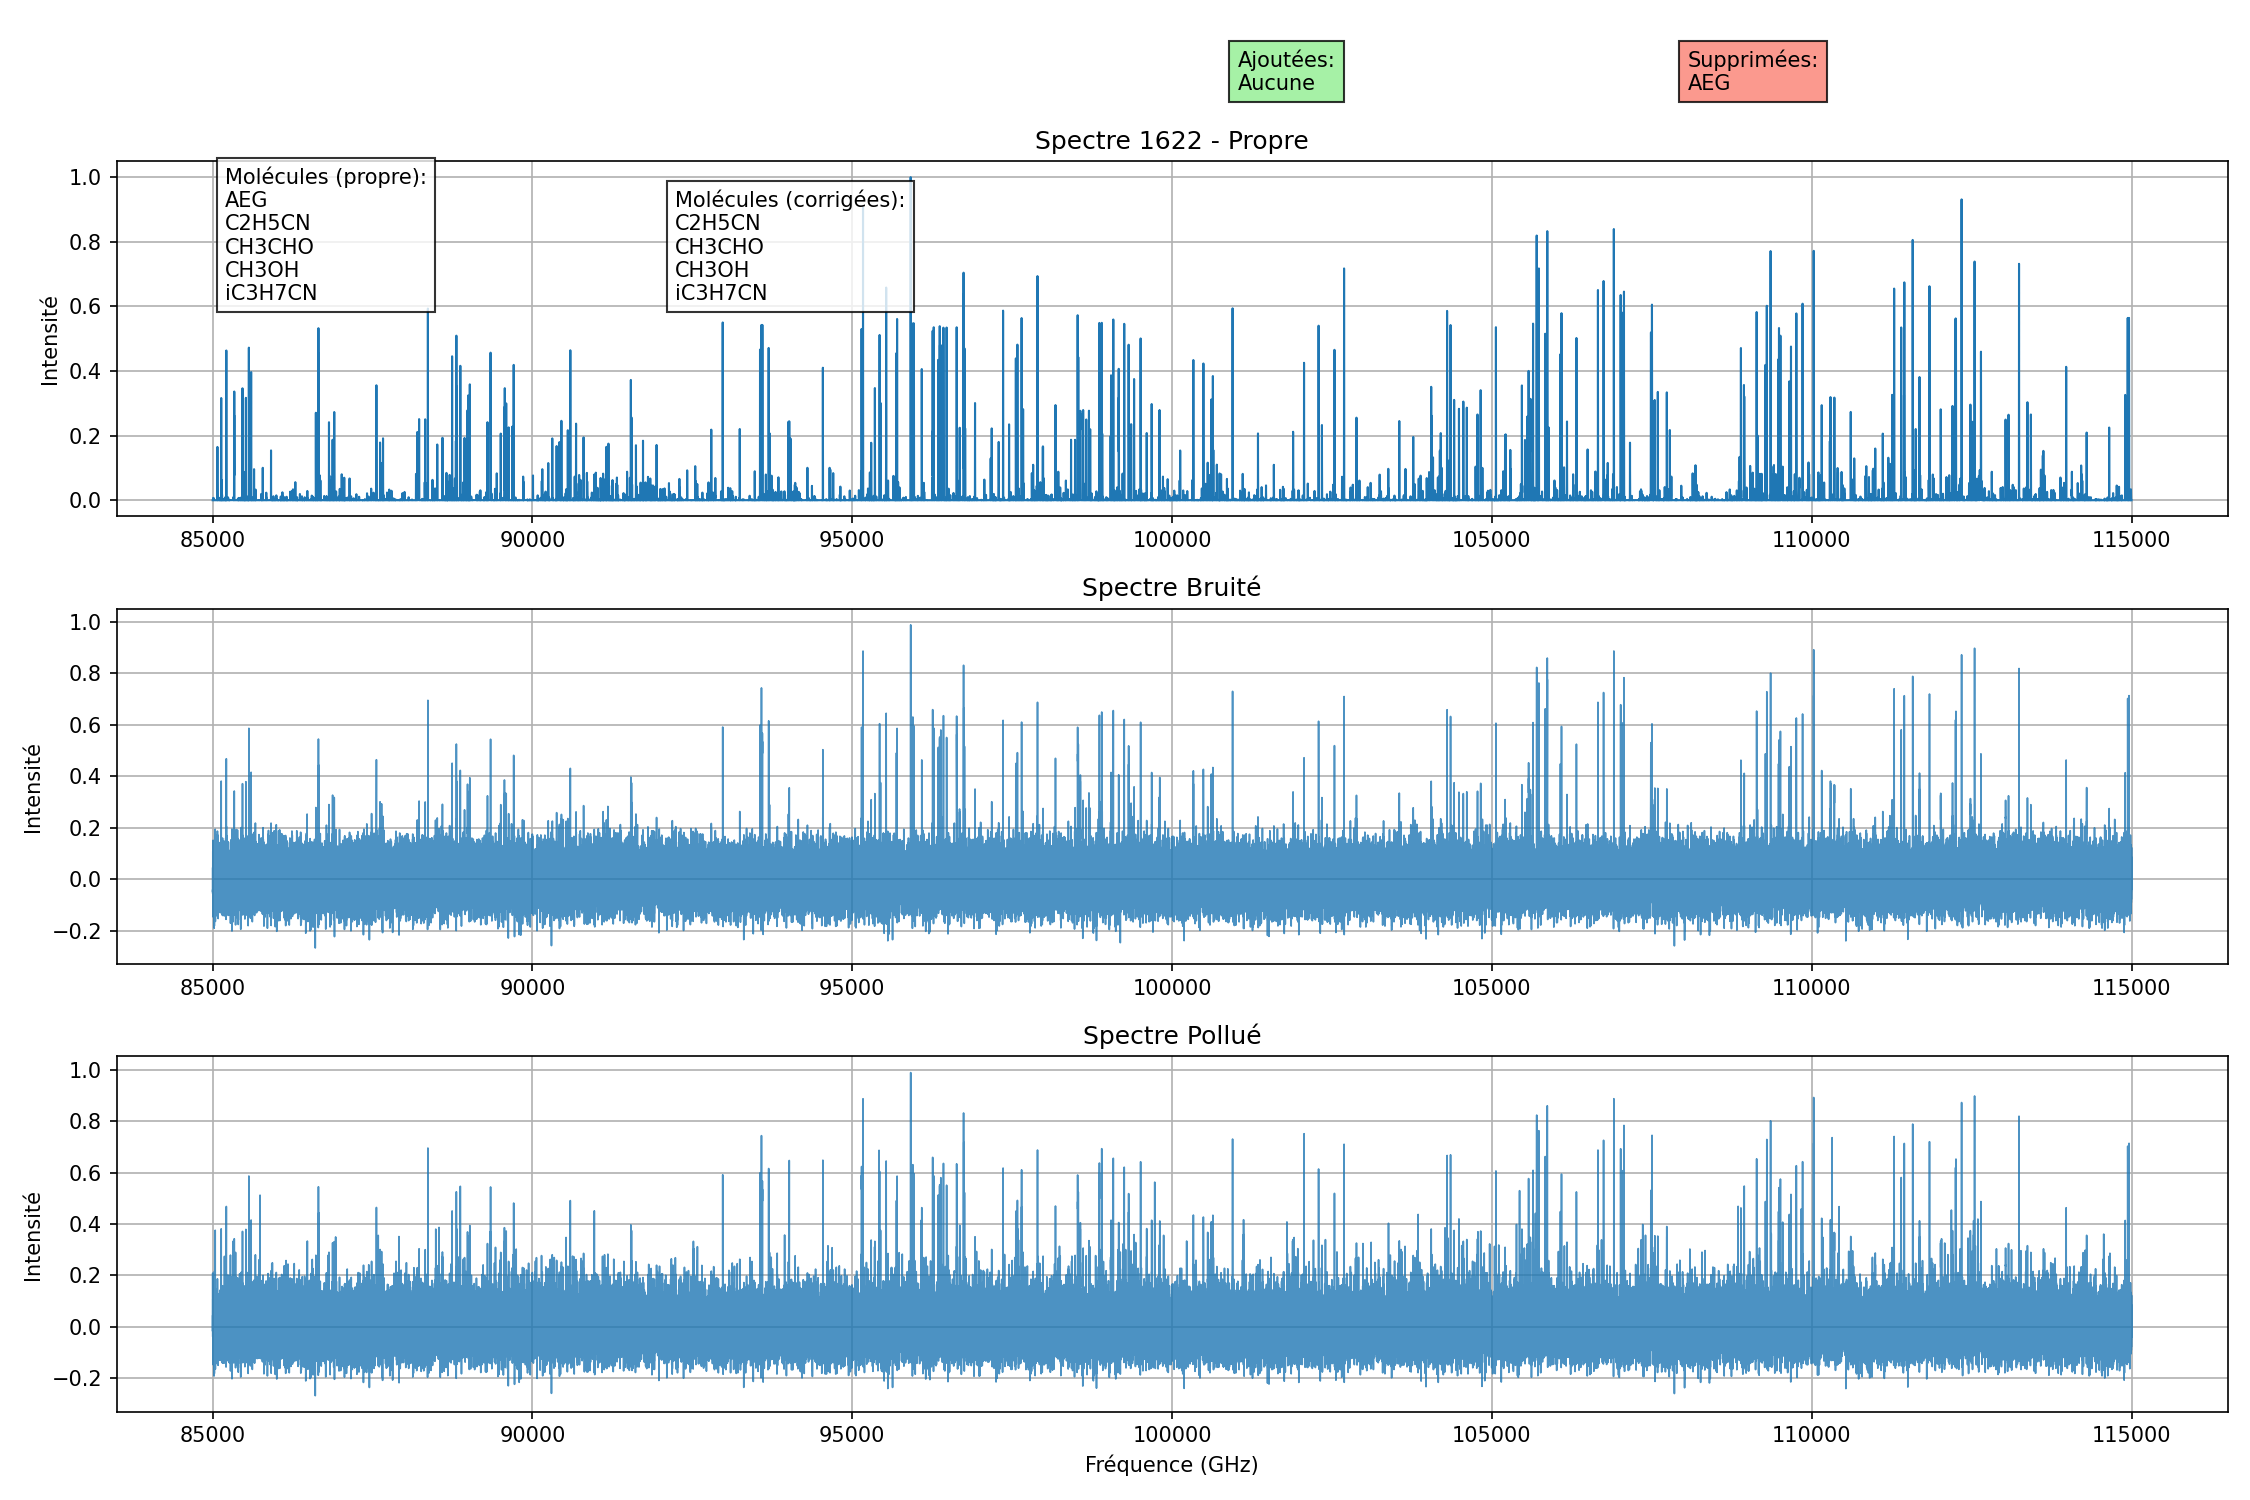 Ajoutées:
Aucune
Supprimées:
AEG
Spectre 1622 - Propre
Molécules (propre):
AEG
C2H5CN
CH3CHO
CH3OH
iC3H7CN
Molécules (corrigées):
C2H5CN
CH3CHO
CH3OH
iC3H7CN
Intensité
1.0
0.8
0.6
0.4
0.2
0.0
85000 90000 95000 100000 105000 110000 115000
Spectre Bruité
Intensité
1.0
0.8
0.6
0.4
0.2
0.0
−0.2
85000 90000 95000 100000 105000 110000 115000
Spectre Pollué
Intensité
1.0
0.8
0.6
0.4
0.2
0.0
−0.2
85000 90000 95000 100000 105000 110000 115000
Fréquence (GHz)